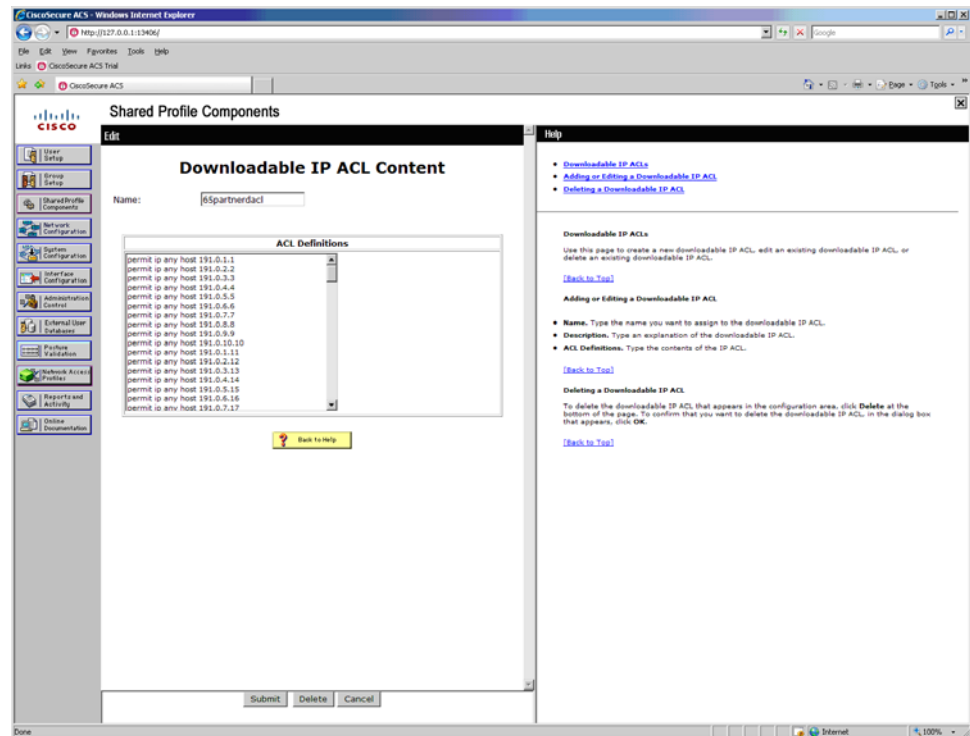 CiscoSecure ACS - Windows Internet Explorer
http://127.0.0.1:13406/
Google
File Edit View Favorites Tools Help
Links CiscoSecure ACS Trial
CiscoSecure ACS
Page Tools
CISCO
Shared Profile Components
User Setup
Group Setup
Shared Profile Components
Network Configuration
System Configuration
Interface Configuration
Administration Control
External User Databases
Posture Validation
Network Access Profiles
Reports and Activity
Online Documentation
Edit
Downloadable IP ACL Content
Name: 65partnerdacl
ACL Definitions
permit ip any host 191.0.1.1
permit ip any host 191.0.2.2
permit ip any host 191.0.3.3
permit ip any host 191.0.4.4
permit ip any host 191.0.5.5
permit ip any host 191.0.6.6
permit ip any host 191.0.7.7
permit ip any host 191.0.8.8
permit ip any host 191.0.9.9
permit ip any host 191.0.10.10
permit ip any host 191.0.1.11
permit ip any host 191.0.2.12
permit ip any host 191.0.3.13
permit ip any host 191.0.4.14
permit ip any host 191.0.5.15
permit ip any host 191.0.6.16
permit ip any host 191.0.7.17
? Back to Help
Submit Delete Cancel
Help
• Downloadable IP ACLs
• Adding or Editing a Downloadable IP ACL
• Deleting a Downloadable IP ACL
Downloadable IP ACLs
Use this page to create a new downloadable IP ACL, edit an existing downloadable IP ACL, or
delete an existing downloadable IP ACL.
[Back to Top]
Adding or Editing a Downloadable IP ACL
• Name. Type the name you want to assign to the downloadable IP ACL.
• Description. Type an explanation of the downloadable IP ACL.
• ACL Definitions. Type the contents of the IP ACL.
[Back to Top]
Deleting a Downloadable IP ACL
To delete the downloadable IP ACL that appears in the configuration area, click Delete at the
bottom of the page. To confirm that you want to delete the downloadable IP ACL, in the dialog box
that appears, click OK.
[Back to Top]
Done
Internet
100%